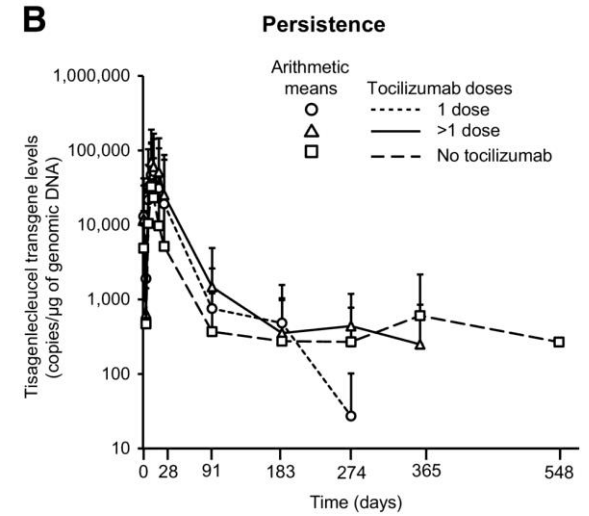 B
Persistence
Arithmetic
means
Tocilizumab doses
1 dose
>1 dose
No tocilizumab
Tisagenlecleucel transgene levels
(copies/µg of genomic DNA)
1,000,000
100,000
10,000
1,000
100
10
0 28 91 183 274 365 548
Time (days)